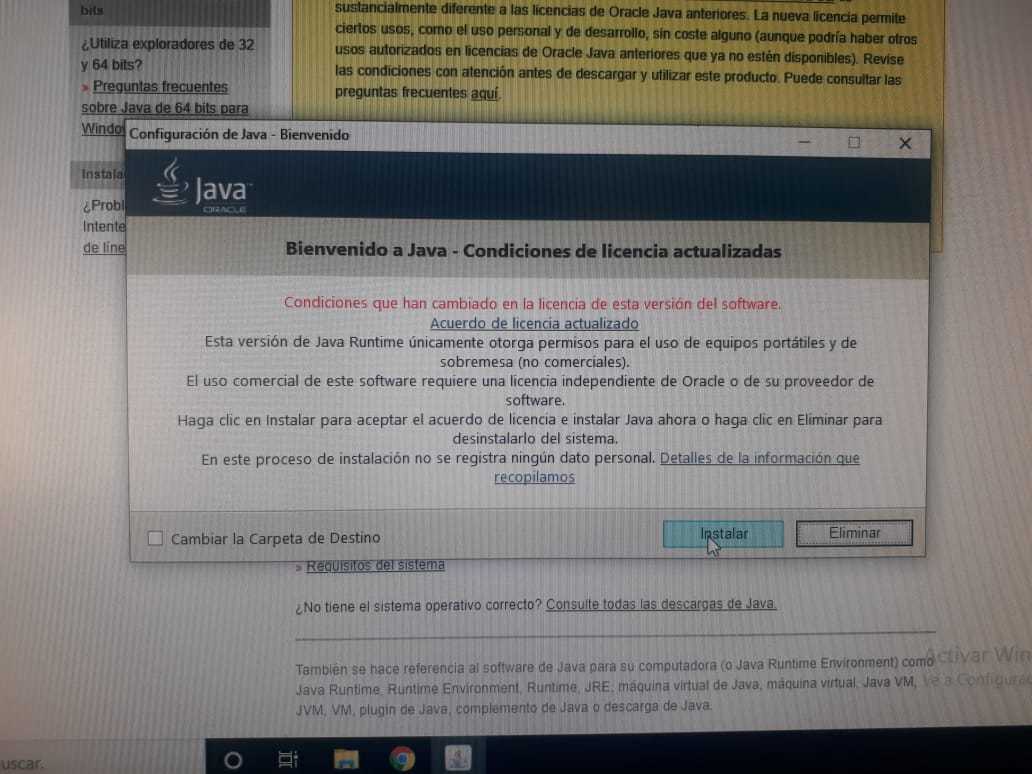 bits
¿Utiliza exploradores de 32
y 64 bits?
» Preguntas frecuentes
sobre Java de 64 bits para
Windo
Instala
¿Probl
Intente
de líne
sustancialmente diferente a las licencias de Oracle Java anteriores. La nueva licencia permite
ciertos usos, como el uso personal y de desarrollo, sin coste alguno (aunque podría haber otros
usos autorizados en licencias de Oracle Java anteriores que ya no estén disponibles). Revise
las condiciones con atención antes de descargar y utilizar este producto. Puede consultar las
preguntas frecuentes aquí.
Configuración de Java - Bienvenido
Java
ORACLE
Bienvenido a Java - Condiciones de licencia actualizadas
Condiciones que han cambiado en la licencia de esta versión del software.
Acuerdo de licencia actualizado
Esta versión de Java Runtime únicamente otorga permisos para el uso de equipos portátiles y de
sobremesa (no comerciales).
El uso comercial de este software requiere una licencia independiente de Oracle o de su proveedor de
software.
Haga clic en Instalar para aceptar el acuerdo de licencia e instalar Java ahora o haga clic en Eliminar para
desinstalarlo del sistema.
En este proceso de instalación no se registra ningún dato personal. Detalles de la información que
recopilamos
Cambiar la Carpeta de Destino
Instalar
Eliminar
» Requisitos del sistema
¿No tiene el sistema operativo correcto? Consulte todas las descargas de Java.
También se hace referencia al software de Java para su computadora (o Java Runtime Environment) como
Java Runtime, Runtime Environment, Runtime, JRE, máquina virtual de Java, máquina virtual, Java VM,
JVM, VM, plugin de Java, complemento de Java o descarga de Java.
Activar Win
Ve a Configurac
uscar.